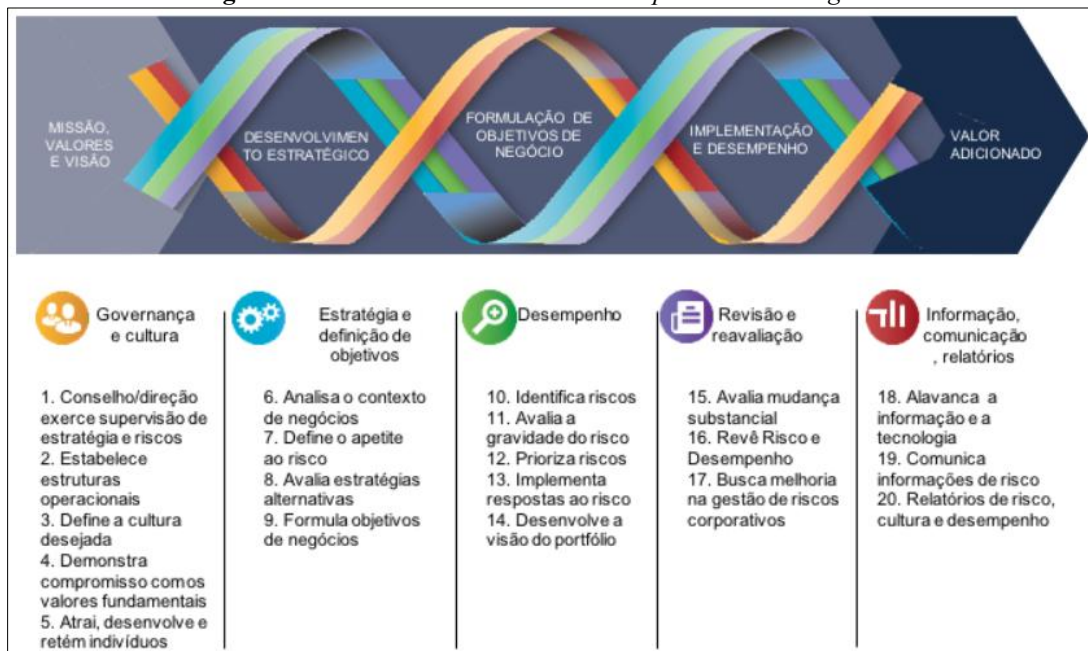 MISSÃO,
VALORES
E VISÃO
DESENVOLVIMEN
TO ESTRATÉGICO
FORMULAÇÃO DE
OBJETIVOS DE
NEGÓCIO
IMPLEMENTAÇÃO
E DESEMPENHO
VALOR
ADICIONADO
Governança
e cultura
1. Conselho/direção
exerce supervisão de
estratégia e riscos
2. Estabelece
estruturas
operacionais
3. Define a cultura
desejada
4. Demonstra
compromisso com os
valores fundamentais
5. Atrai, desenvolve e
retém indivíduos
Estratégia e
definição de
objetivos
6. Analisa o contexto
de negócios
7. Define o apetite
ao risco
8. Avalia estratégias
alternativas
9. Formula objetivos
de negócios
Desempenho
10. Identifica riscos
11. Avalia a
gravidade do risco
12. Prioriza riscos
13. Implementa
respostas ao risco
14. Desenvolve a
visão do portfólio
Revisão e
reavaliação
15. Avalia mudança
substancial
16. Revê Risco e
Desempenho
17. Busca melhoria
na gestão de riscos
corporativos
Informação,
comunicação
, relatórios
18. Alavanca a
informação e a
tecnologia
19. Comunica
informações de risco
20. Relatórios de risco,
cultura e desempenho